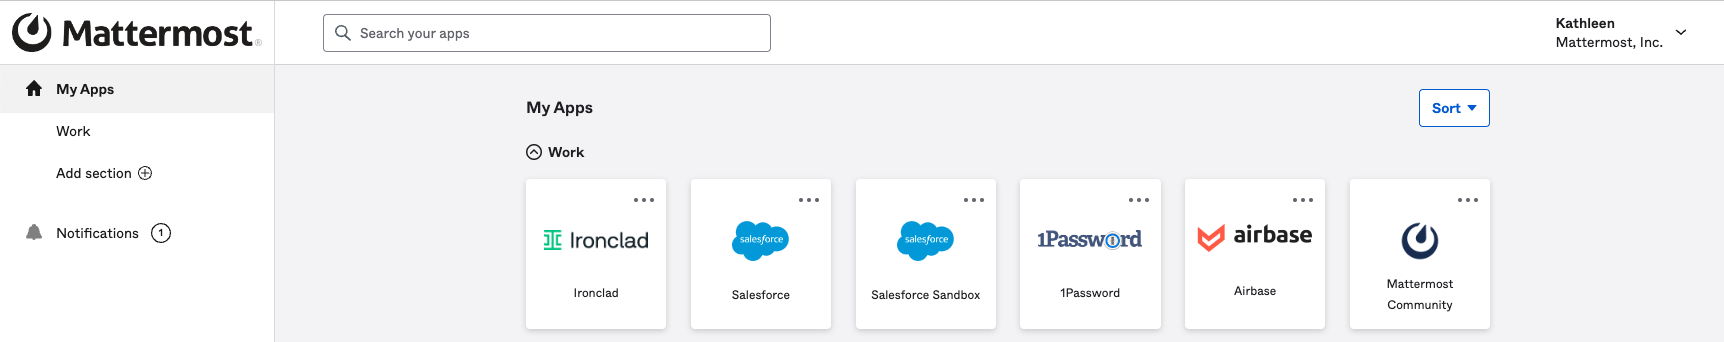 Mattermost®
Search your apps
Kathleen
Mattermost, Inc.
My Apps
Work
Add section
Notifications 1
My Apps
Sort
Work
Ironclad
Ironclad
salesforce
Salesforce
salesforce
Salesforce Sandbox
1Password
1Password
airbase
Airbase
Mattermost
Community